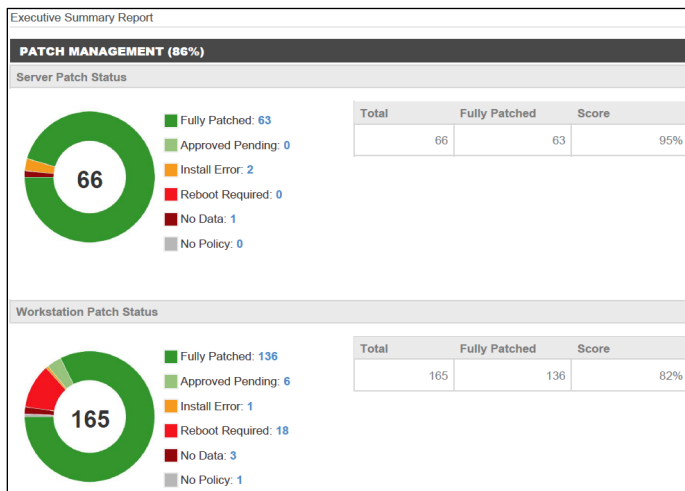 Executive Summary Report
PATCH MANAGEMENT (86%)
Server Patch Status
66
Fully Patched: 63
Approved Pending: 0
Install Error: 2
Reboot Required: 0
No Data: 1
No Policy: 0
Total Fully Patched Score
66 63 95%
Workstation Patch Status
165
Fully Patched: 136
Approved Pending: 6
Install Error: 1
Reboot Required: 18
No Data: 3
No Policy: 1
Total Fully Patched Score
165 136 82%